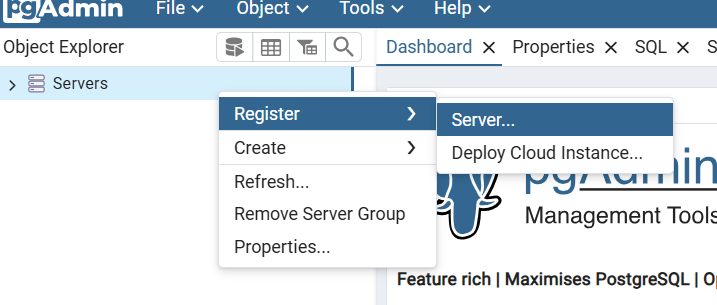 pgAdmin File Object Tools Help
Object Explorer
Dashboard Properties SQL S
Servers
Register
Server...
Create
Deploy Cloud Instance...
Refresh...
pgAdmin
Remove Server Group
Management Tools
Properties...
Feature rich | Maximises PostgreSQL | Op